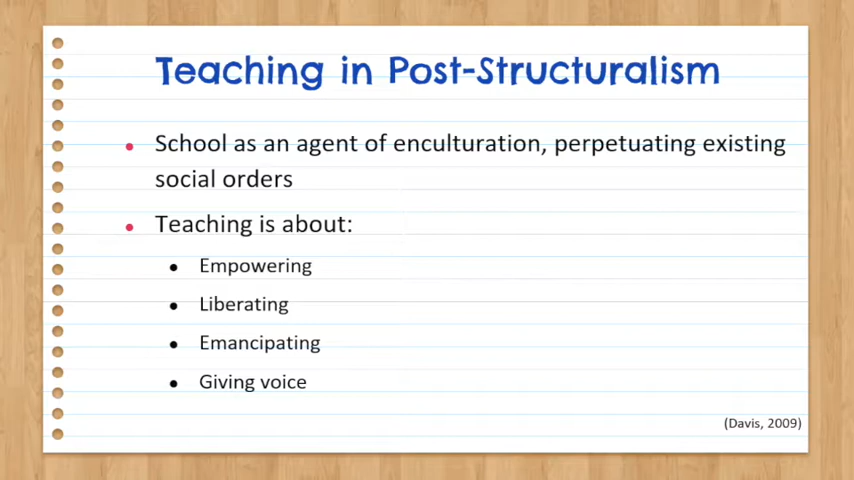 Teaching in Post-Structuralism
• School as an agent of enculturation, perpetuating existing
social orders
• Teaching is about:
• Empowering
• Liberating
• Emancipating
• Giving voice
(Davis, 2009)